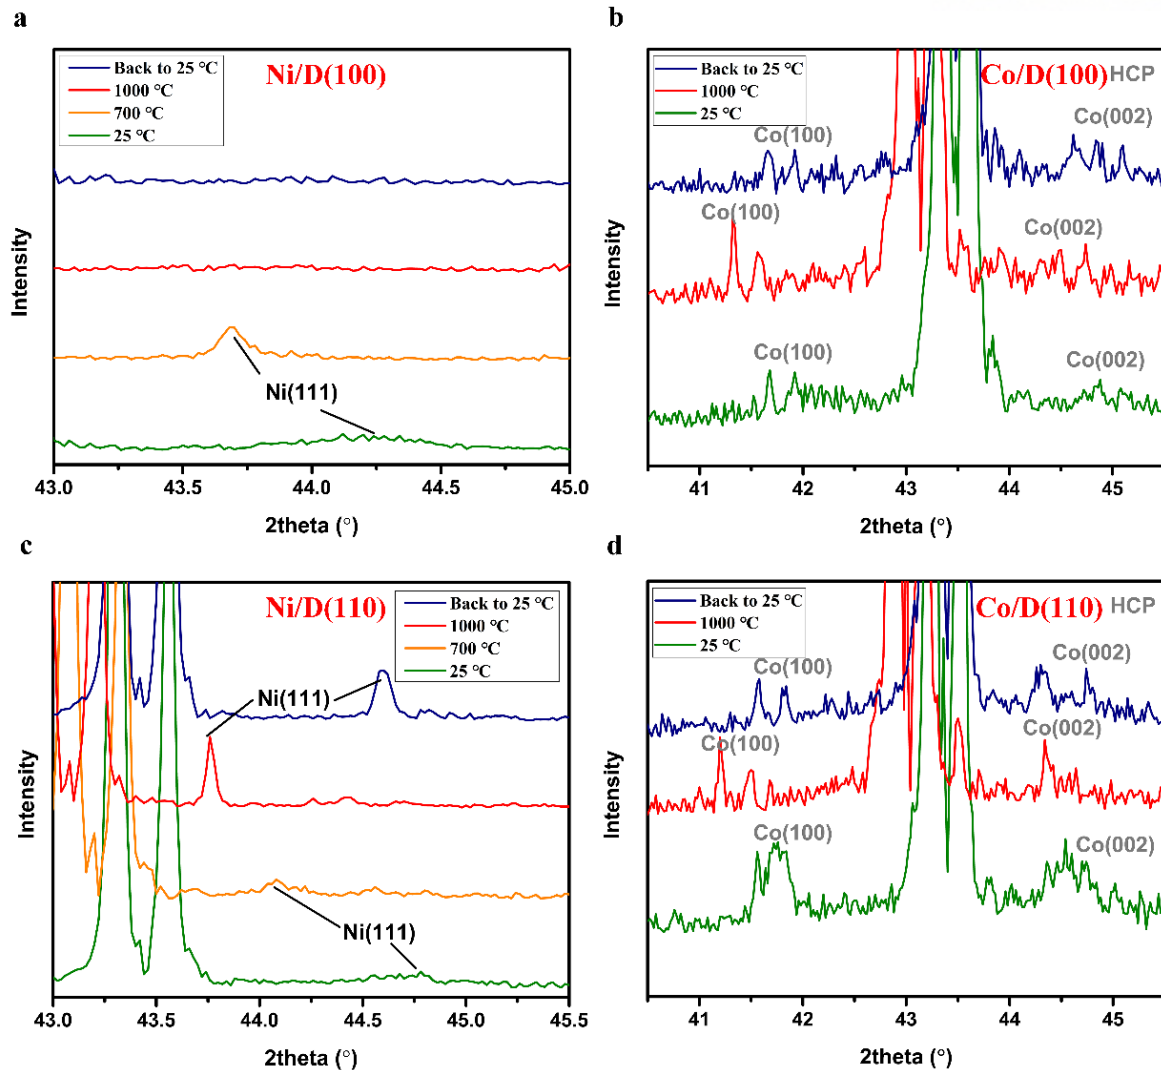 a
Back to 25 ℃
1000 ℃
700 ℃
25 ℃
Ni/D(100)
Ni(111)
Intensity
43.0 43.5 44.0 44.5 45.0
2theta (°)
b
Back to 25 ℃
1000 ℃
25 ℃
Co/D(100) HCP
Co(100)
Co(002)
Co(100)
Co(002)
Co(100)
Co(002)
Intensity
41 42 43 44 45
2theta (°)
c
Ni/D(110)
Back to 25 ℃
1000 ℃
700 ℃
25 ℃
Ni(111)
Ni(111)
Intensity
43.0 43.5 44.0 44.5 45.0 45.5
2theta (°)
d
Back to 25 ℃
1000 ℃
25 ℃
Co/D(110) HCP
Co(100)
Co(002)
Co(100)
Co(002)
Co(100)
Co(002)
Intensity
41 42 43 44 45
2theta (°)